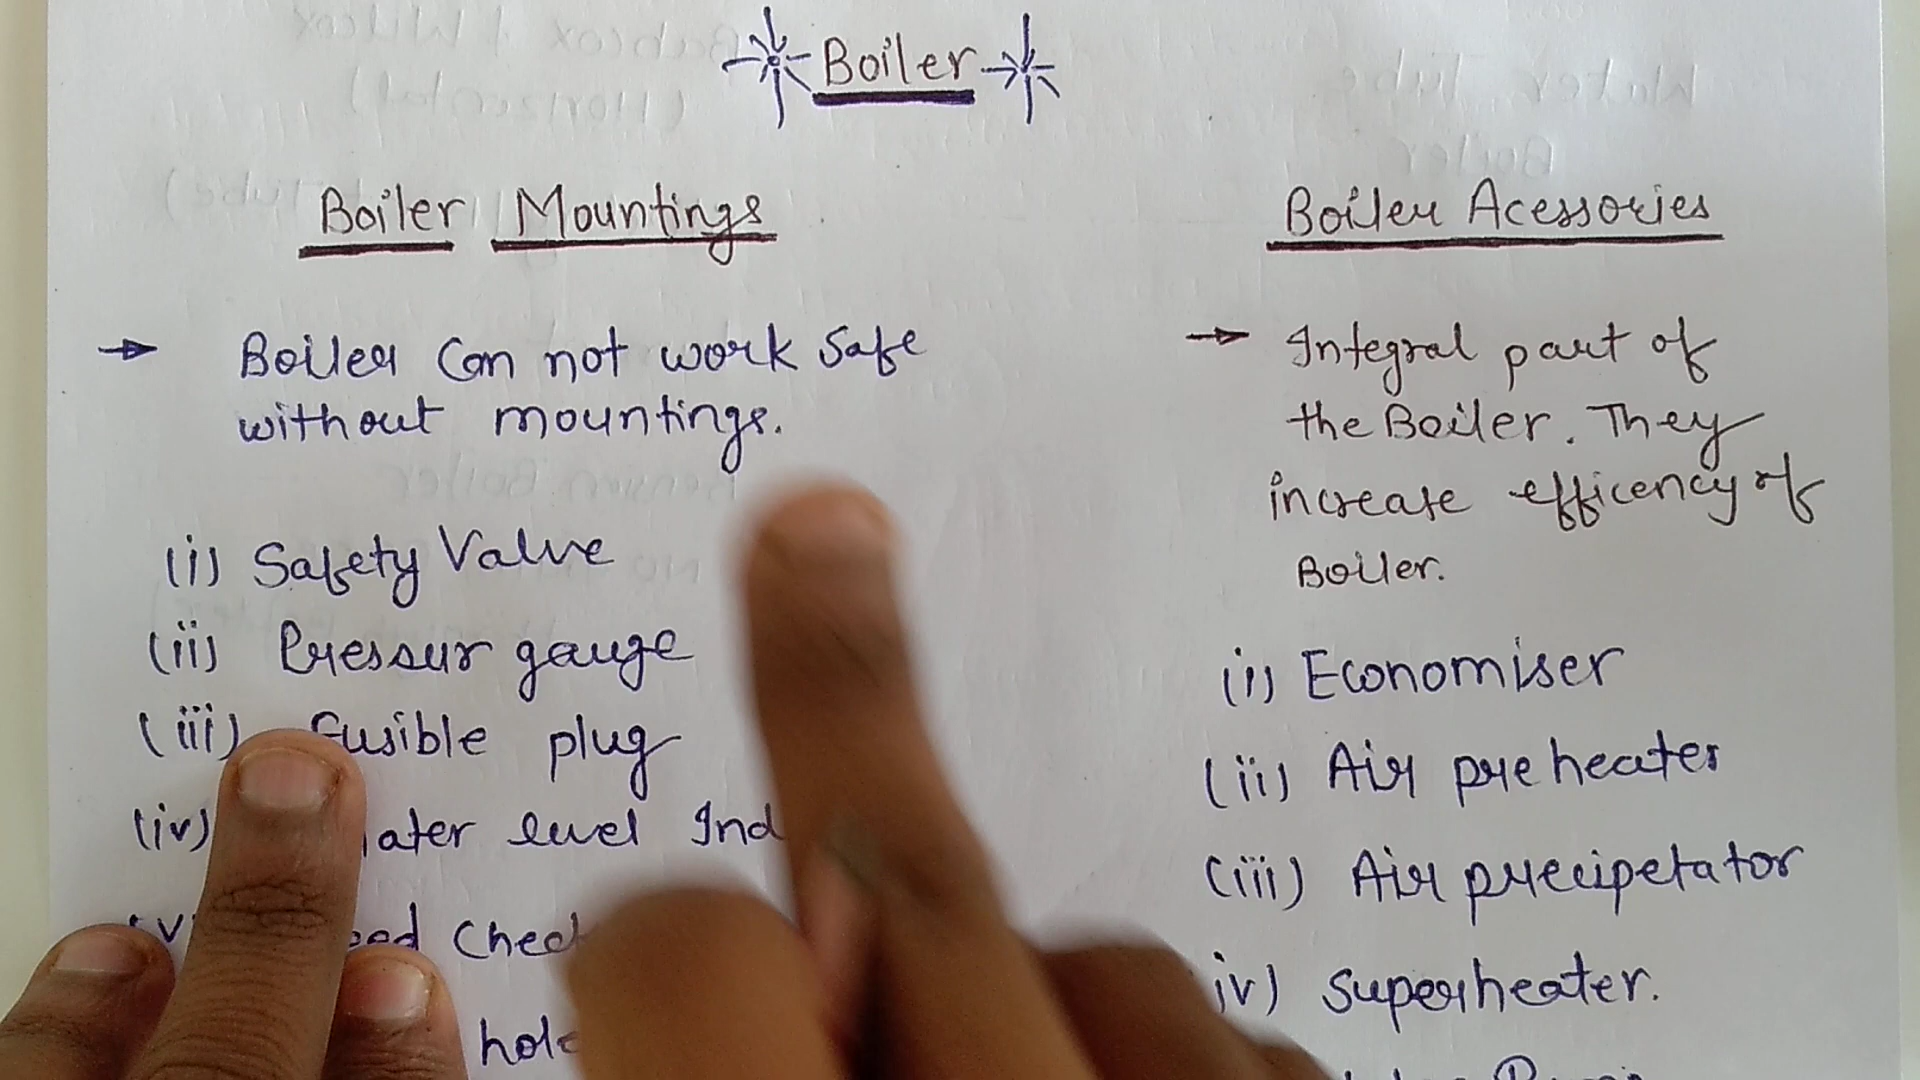 Boiler
Boiler Mountings
→ Boiler Can not work Safe
without mountings.
(i) Safety Valve
(ii) Pressur gauge
(iii) Fusible plug
(iv) ater level Ind
(v eed Chec
hole
Boiler Acessories
→ Integral part of
the Boiler. They
increase efficency of
Boiler.
(i) Economiser
(ii) Air pre heater
(iii) Air precipetator
iv) Superheater.